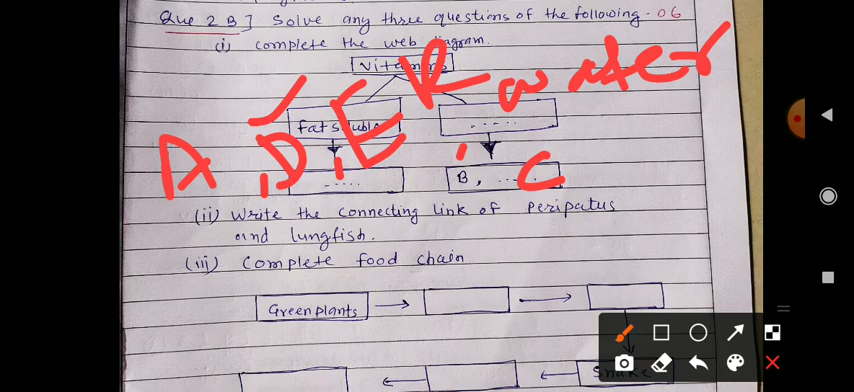 Que 2 B] Solve any three questions of the following - 06
(i) complete the web diagram.
Vitamins
Fat soluble
water
.....
A, D, E, K
.....
B, ..... C
(ii) Write the connecting link of peripatus
and lungfish.
(iii) Complete food chain
Green plants
Snake